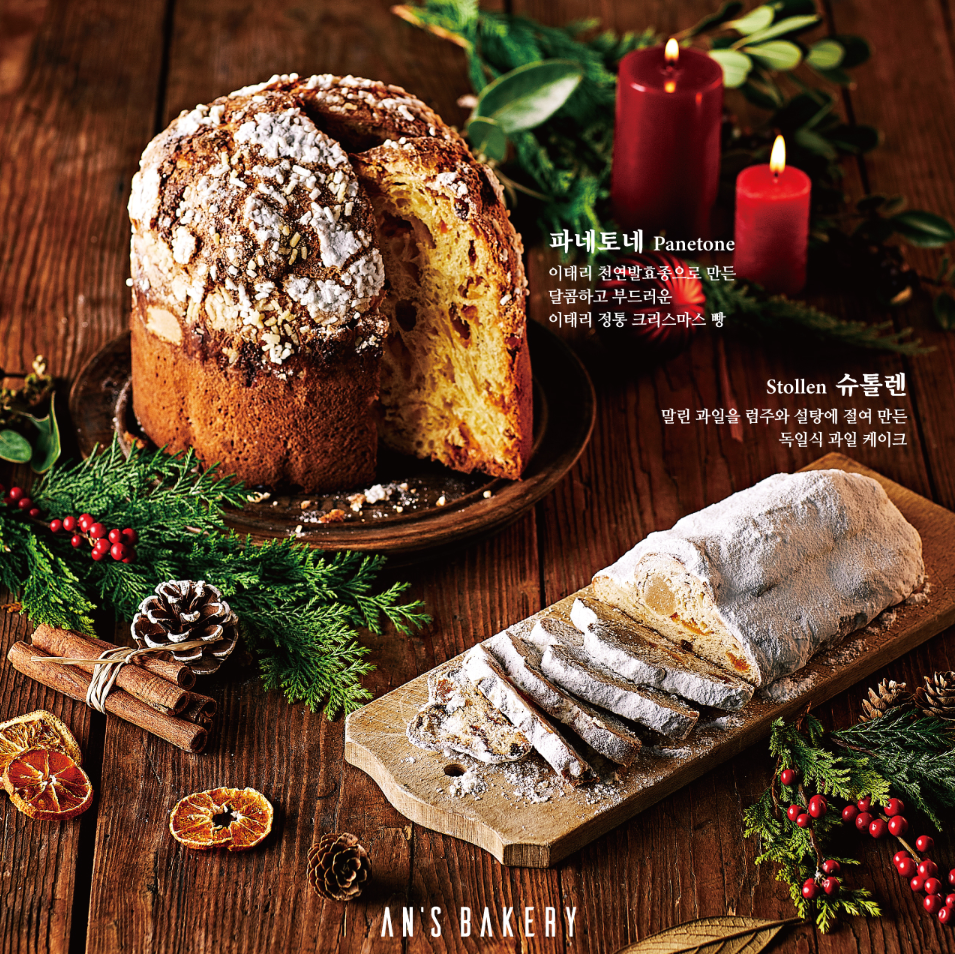 파네토네 Panetone
이태리 천연발효종으로 만든
달콤하고 부드러운
이태리 정통 크리스마스 빵
Stollen 슈톨렌
말린 과일을 럼주와 설탕에 절여 만든
독일식 과일 케이크
AN'S BAKERY